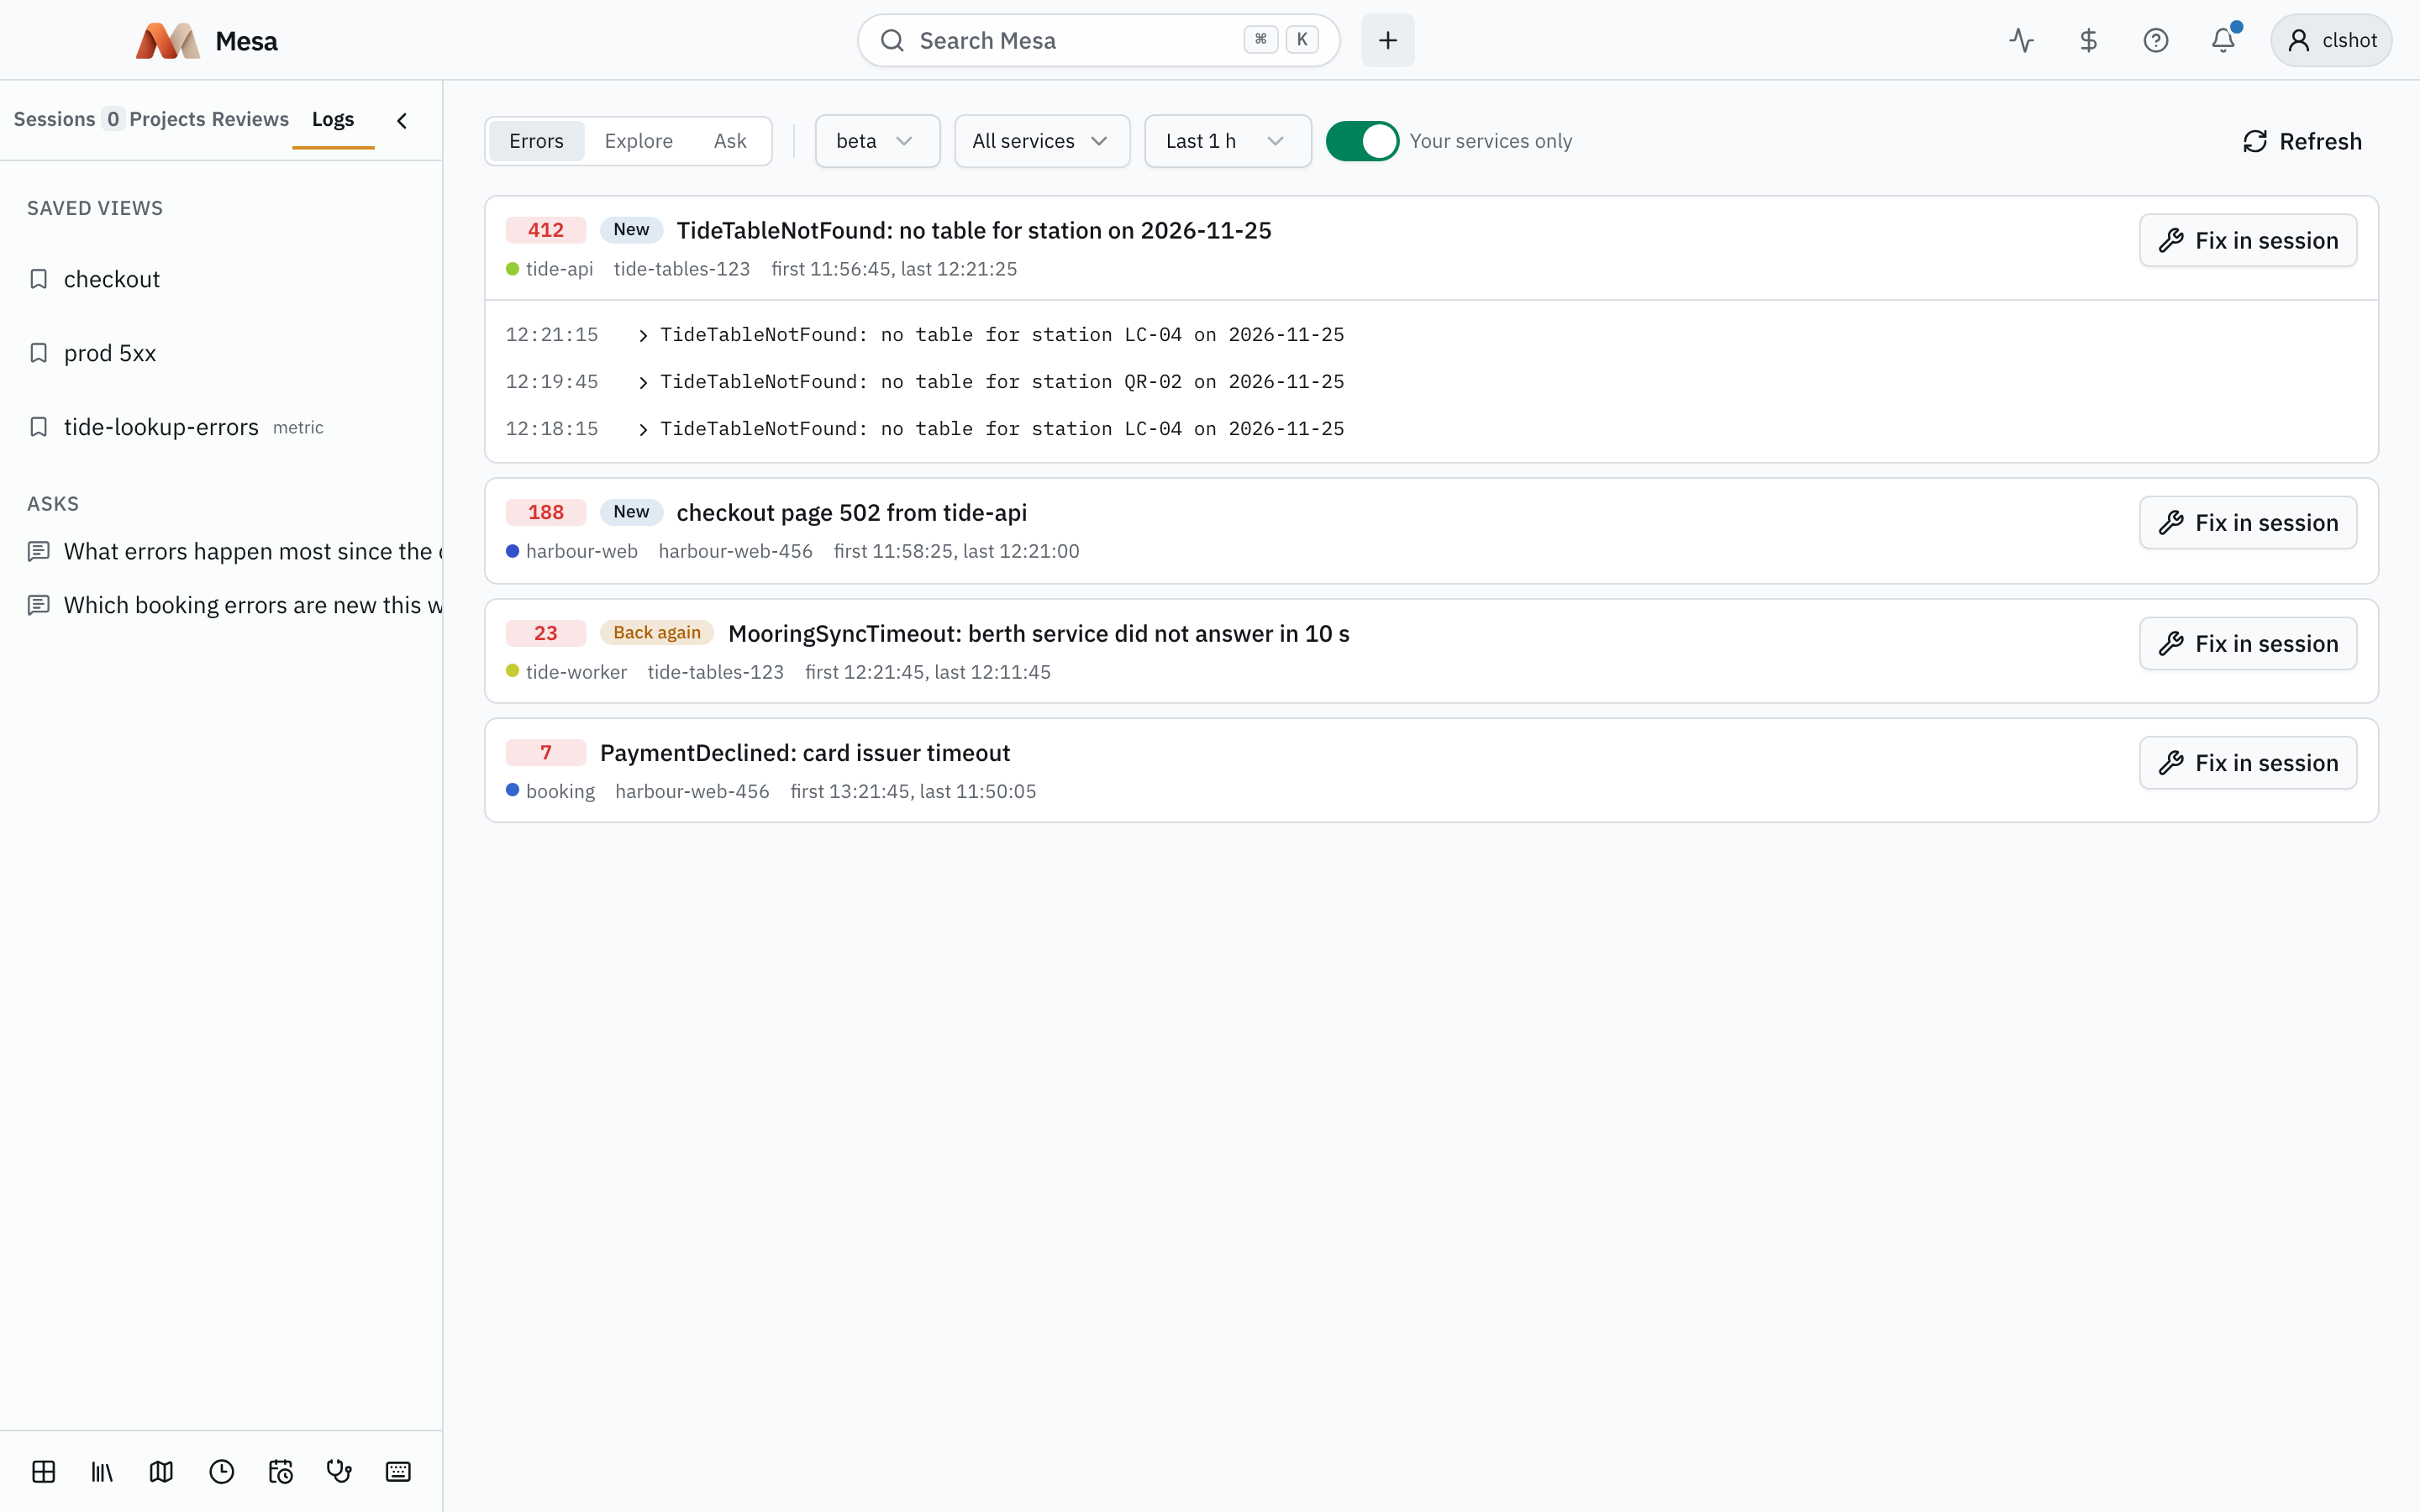 Mesa
Search Mesa
⌘ K
clshot
Sessions 0 Projects Reviews Logs
SAVED VIEWS
checkout
prod 5xx
tide-lookup-errors metric
ASKS
What errors happen most since the
Which booking errors are new this
Errors Explore Ask beta All services Last 1 h Your services only Refresh
412 New TideTableNotFound: no table for station on 2026-11-25
tide-api tide-tables-123 first 11:56:45, last 12:21:25
Fix in session
12:21:15 TideTableNotFound: no table for station LC-04 on 2026-11-25
12:19:45 TideTableNotFound: no table for station QR-02 on 2026-11-25
12:18:15 TideTableNotFound: no table for station LC-04 on 2026-11-25
188 New checkout page 502 from tide-api
harbour-web harbour-web-456 first 11:58:25, last 12:21:00
Fix in session
23 Back again MooringSyncTimeout: berth service did not answer in 10 s
tide-worker tide-tables-123 first 12:21:45, last 12:11:45
Fix in session
7 PaymentDeclined: card issuer timeout
booking harbour-web-456 first 13:21:45, last 11:50:05
Fix in session